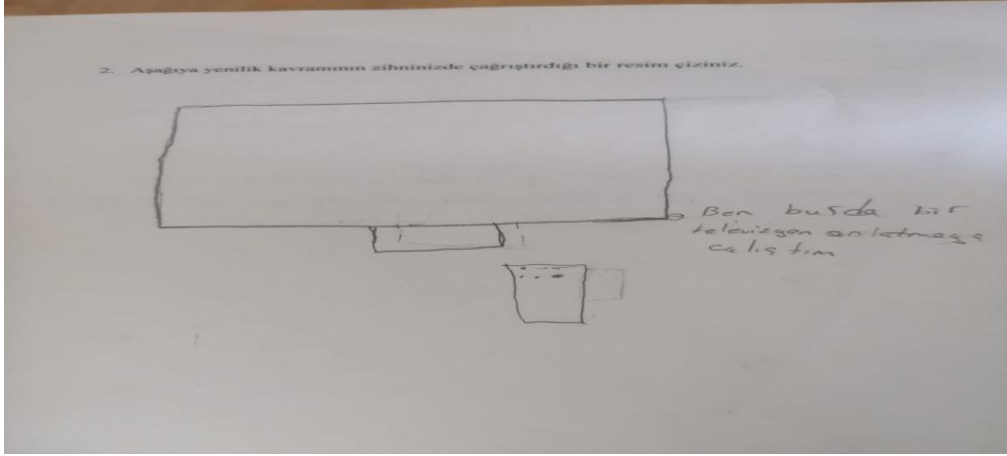 2. Aşağıya yenilik kavramının zihninizde çağrıştırdığı bir resim çiziniz.
Ben burda bir
televizyon anlatmaya
çalıştım